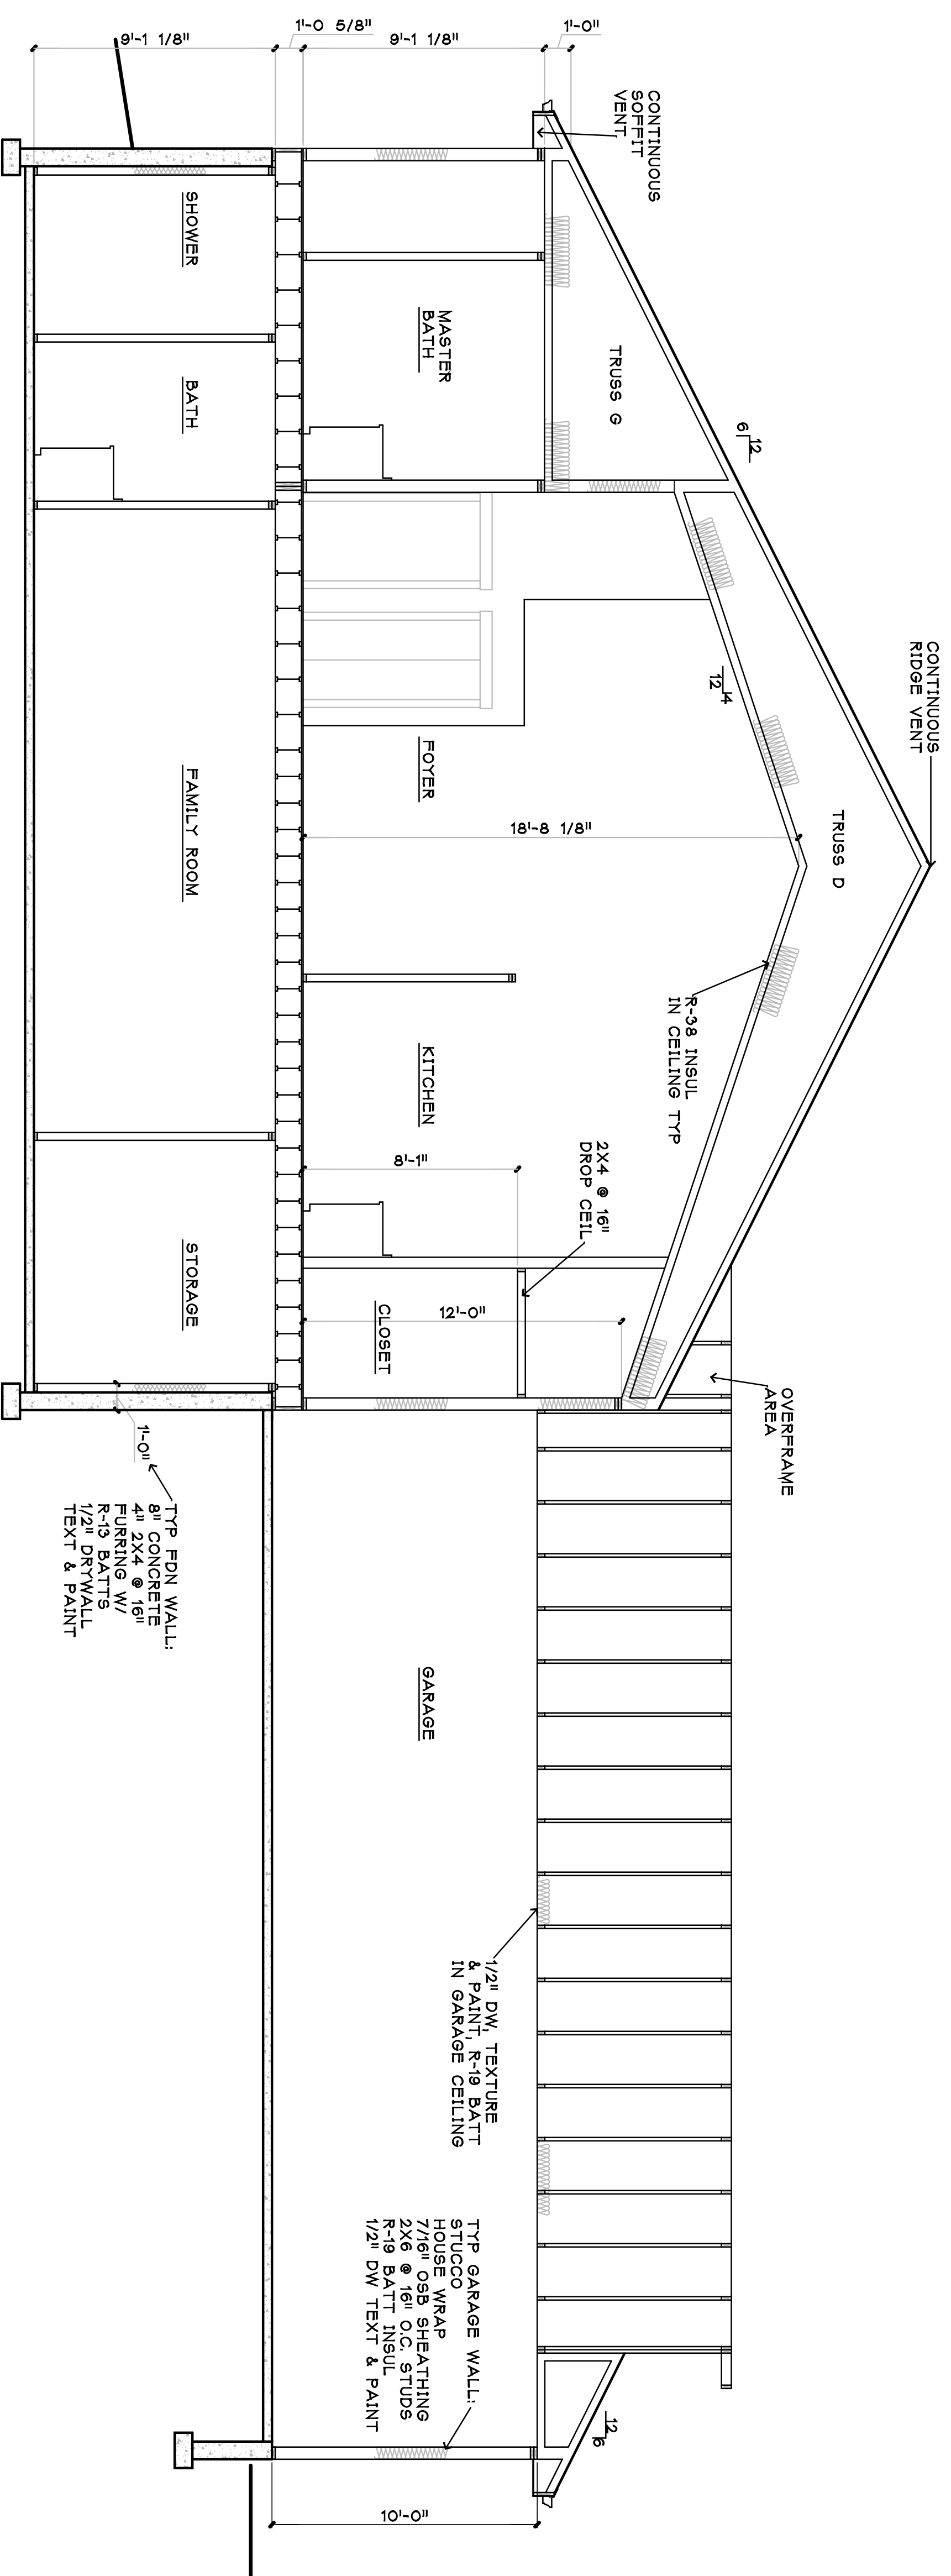 CONTINUOUS
RIDGE VENT
CONTINUOUS
SOFFIT
VENT
1'-0"
9'-1 1/8"
1'-0 5/8"
9'-1 1/8"
TRUSS G
12
6
TRUSS D
4
12
18'-8 1/8"
R-38 INSUL
IN CEILING TYP
MASTER
BATH
FOYER
KITCHEN
8'-1"
2X4 @ 16"
DROP CEIL
12'-0"
CLOSET
OVERFRAME
AREA
SHOWER
BATH
FAMILY ROOM
STORAGE
1'-0"
TYP FDN WALL:
8" CONCRETE
4" 2X4 @ 16"
FURRING W/
R-13 BATTS
1/2" DRYWALL
TEXT & PAINT
GARAGE
1/2" DW, TEXTURE
& PAINT, R-19 BATT
IN GARAGE CEILING
TYP GARAGE WALL:
STUCCO
HOUSE WRAP
7/16" OSB SHEATHING
2X6 @ 16" O.C. STUDS
R-19 BATT INSUL
1/2" DW TEXT & PAINT
12
6
10'-0"